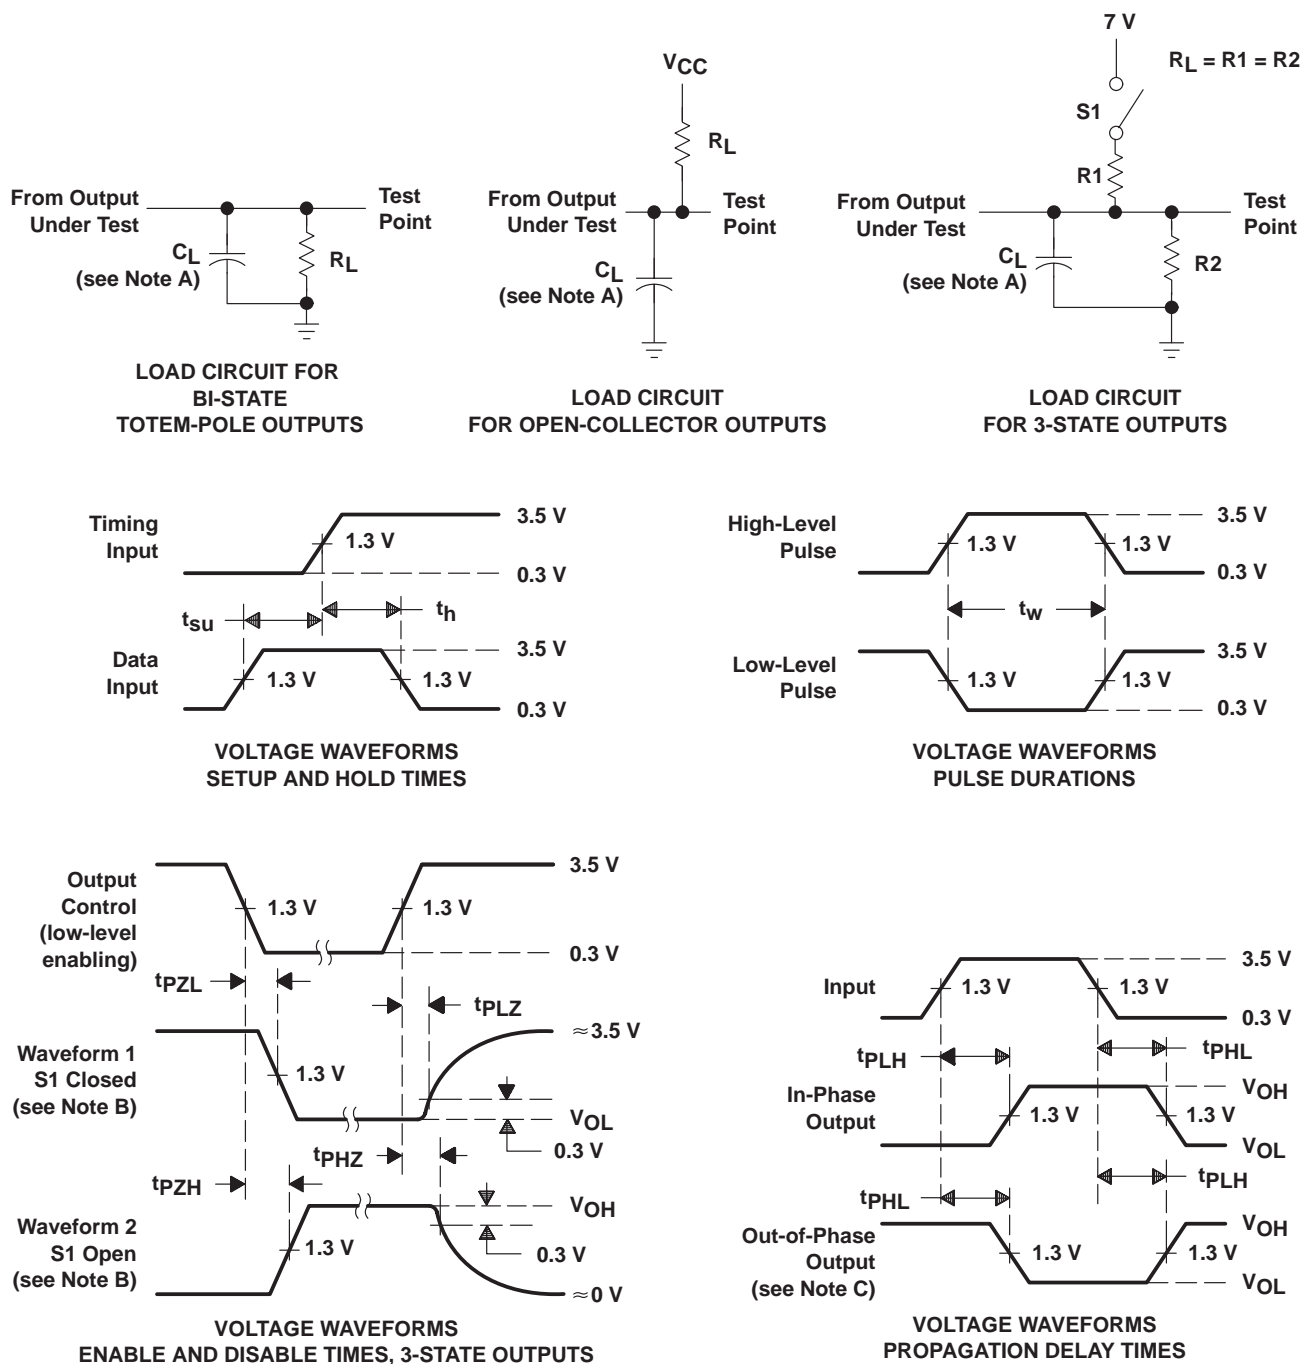 VCC
RL
From Output
Under Test
Test
Point
CL
(see Note A)
RL
LOAD CIRCUIT FOR
BI-STATE
TOTEM-POLE OUTPUTS
From Output
Under Test
Test
Point
CL
(see Note A)
LOAD CIRCUIT
FOR OPEN-COLLECTOR OUTPUTS
7 V
RL = R1 = R2
S1
R1
From Output
Under Test
Test
Point
CL
(see Note A)
R2
LOAD CIRCUIT
FOR 3-STATE OUTPUTS
Timing
Input
1.3 V
3.5 V
0.3 V
tsu
th
Data
Input
1.3 V
1.3 V
3.5 V
0.3 V
VOLTAGE WAVEFORMS
SETUP AND HOLD TIMES
High-Level
Pulse
1.3 V
1.3 V
3.5 V
0.3 V
tw
Low-Level
Pulse
1.3 V
1.3 V
3.5 V
0.3 V
VOLTAGE WAVEFORMS
PULSE DURATIONS
Output
Control
(low-level
enabling)
1.3 V
1.3 V
3.5 V
0.3 V
tPZL
tPLZ
Waveform 1
S1 Closed
(see Note B)
1.3 V
≈3.5 V
VOL
0.3 V
tPHZ
tPZH
Waveform 2
S1 Open
(see Note B)
1.3 V
VOH
0.3 V
≈0 V
VOLTAGE WAVEFORMS
ENABLE AND DISABLE TIMES, 3-STATE OUTPUTS
Input
1.3 V
1.3 V
3.5 V
0.3 V
tPLH
tPHL
In-Phase
Output
1.3 V
1.3 V
VOH
VOL
tPHL
tPLH
Out-of-Phase
Output
(see Note C)
1.3 V
1.3 V
VOH
VOL
VOLTAGE WAVEFORMS
PROPAGATION DELAY TIMES